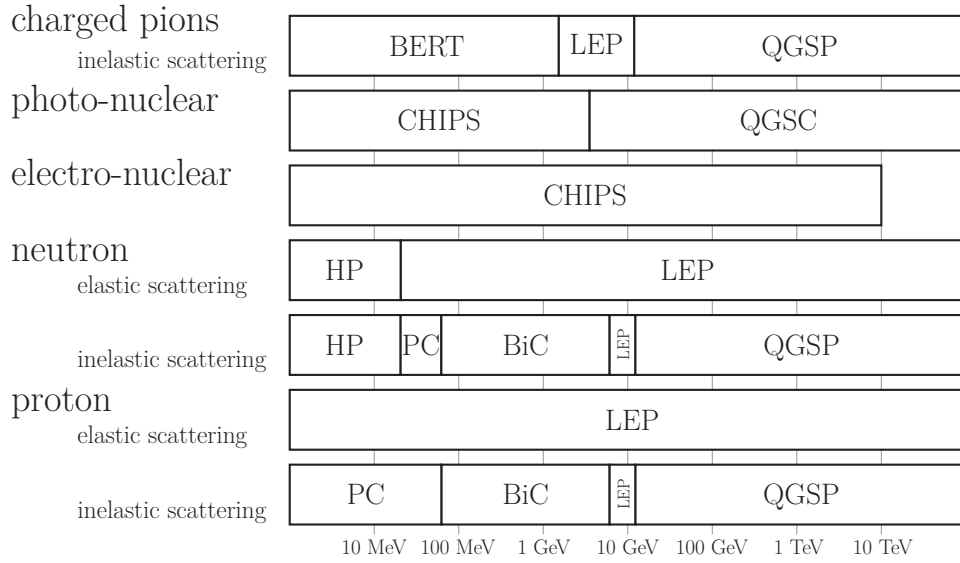 charged pions
inelastic scattering
BERT LEP QGSP
photo-nuclear
CHIPS QGSC
electro-nuclear
CHIPS
neutron
elastic scattering
HP LEP
inelastic scattering
HP PC BiC LEP QGSP
proton
elastic scattering
LEP
inelastic scattering
PC BiC LEP QGSP
10 MeV 100 MeV 1 GeV 10 GeV 100 GeV 1 TeV 10 TeV